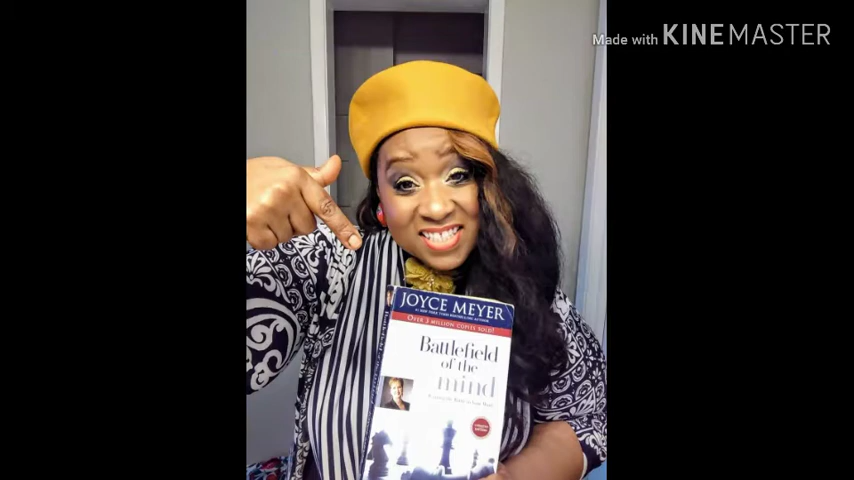 Made with KINEMASTER
JOYCE MEYER
OVER 3 MILLION COPIES SOLD!
Battlefield
of the
mind